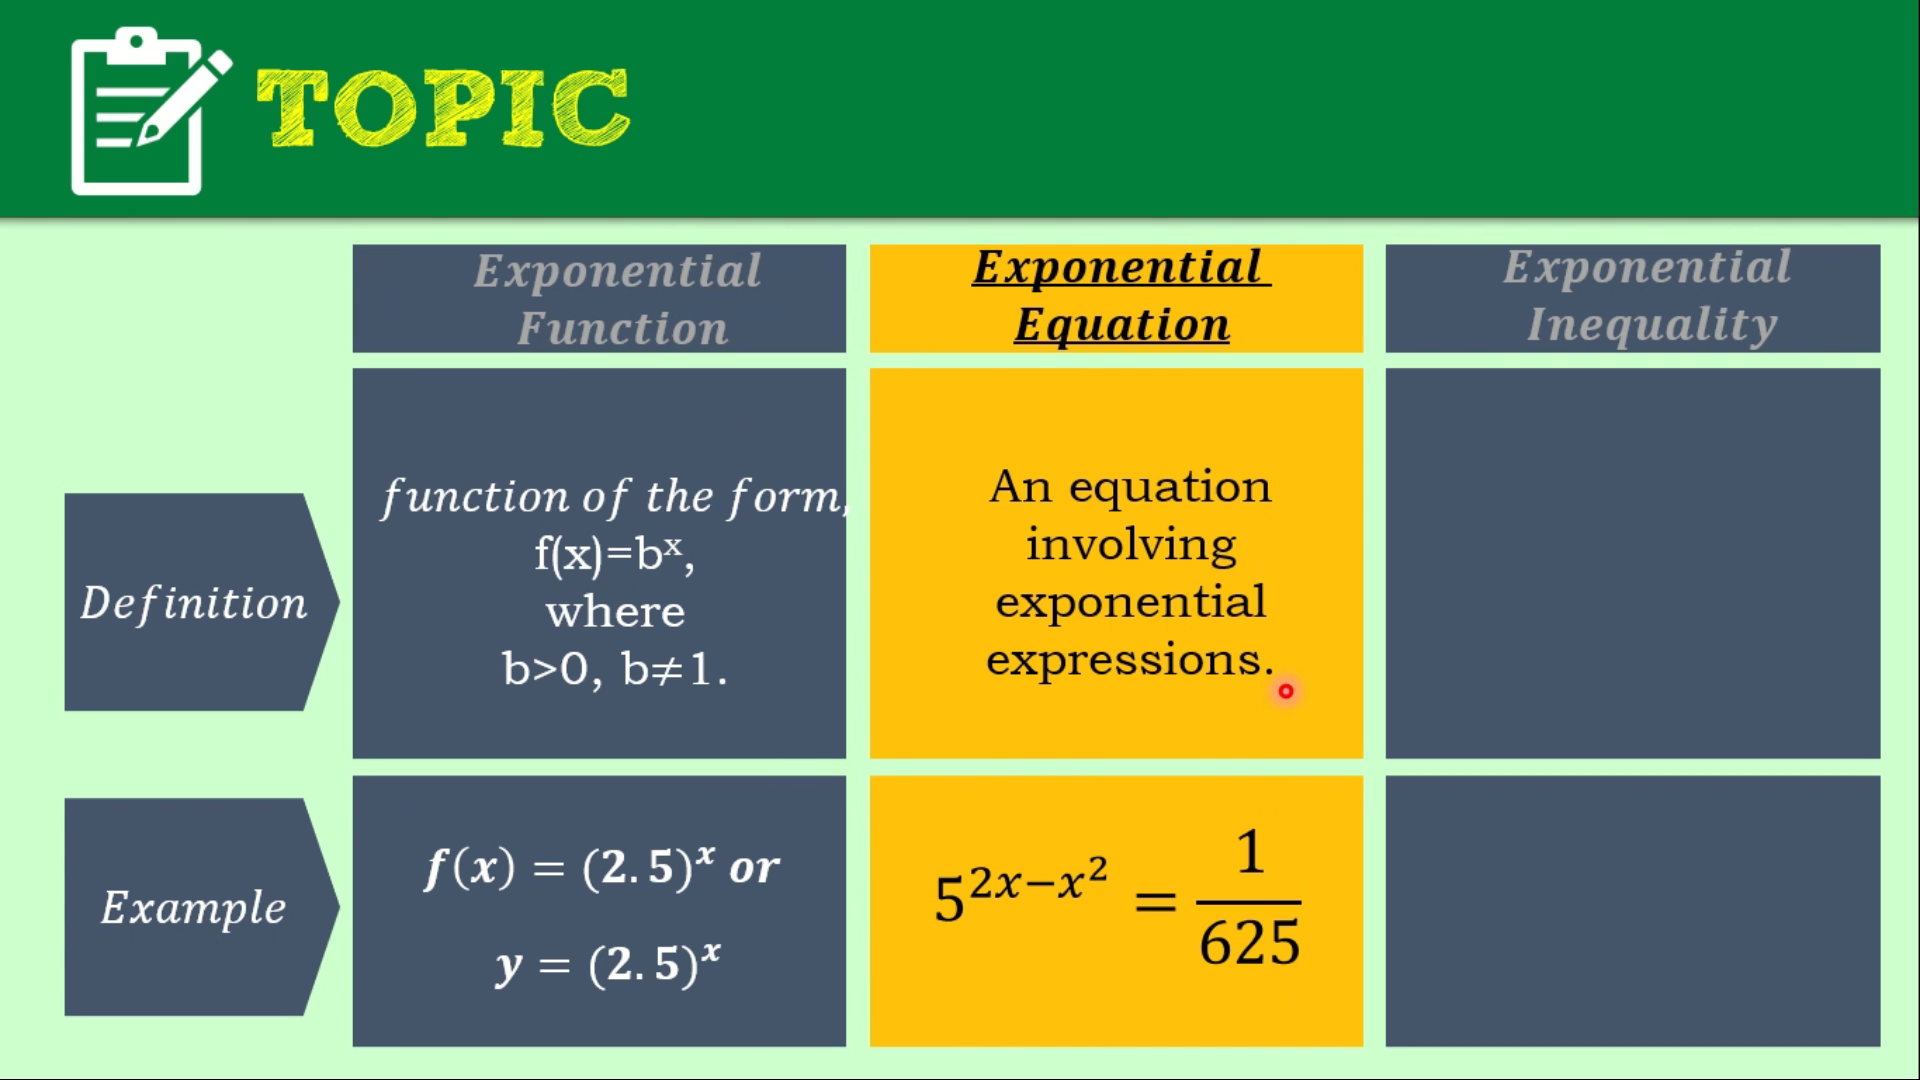 TOPIC
Exponential
Function
Exponential
Equation
Exponential
Inequality
Definition
function of the form,
f(x)=bˣ,
where
b>0, b≠1.
An equation
involving
exponential
expressions.
Example
f(x) = (2.5)ˣ or
y = (2.5)ˣ
5^{2x−x²} = 1/625